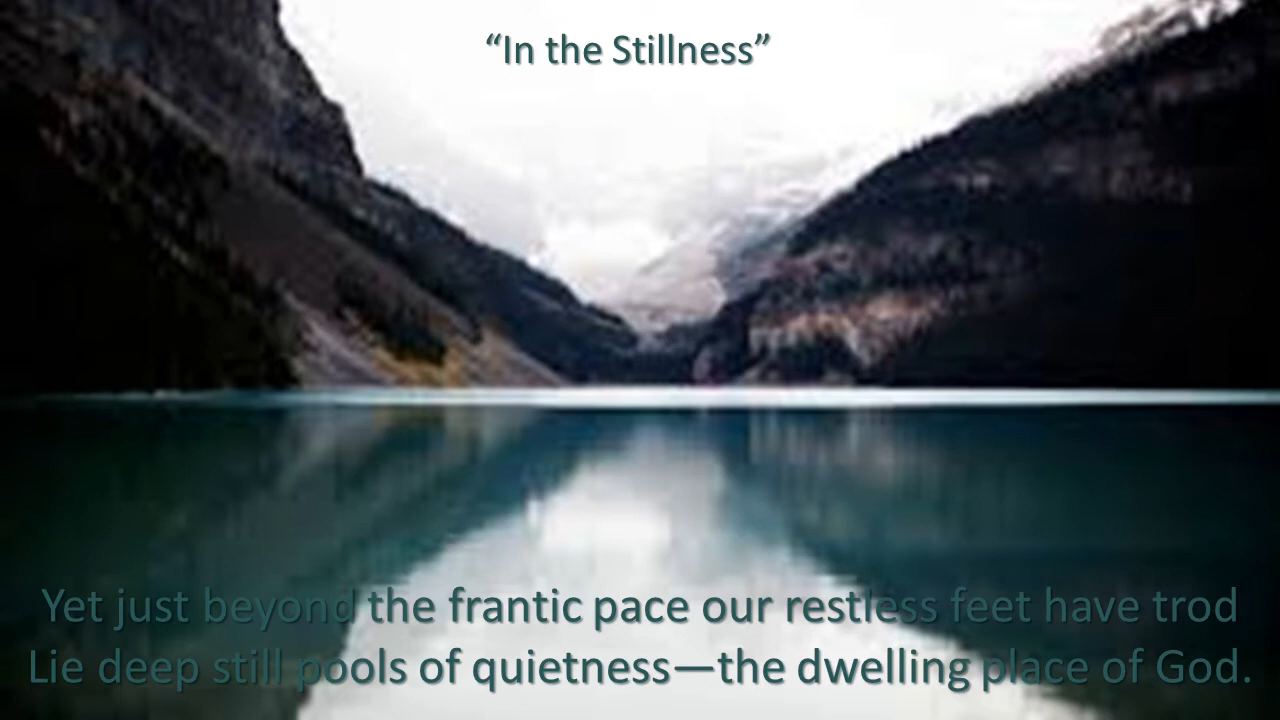 “In the Stillness”
Yet just beyond the frantic pace our restless feet have trod
Lie deep still pools of quietness—the dwelling place of God.